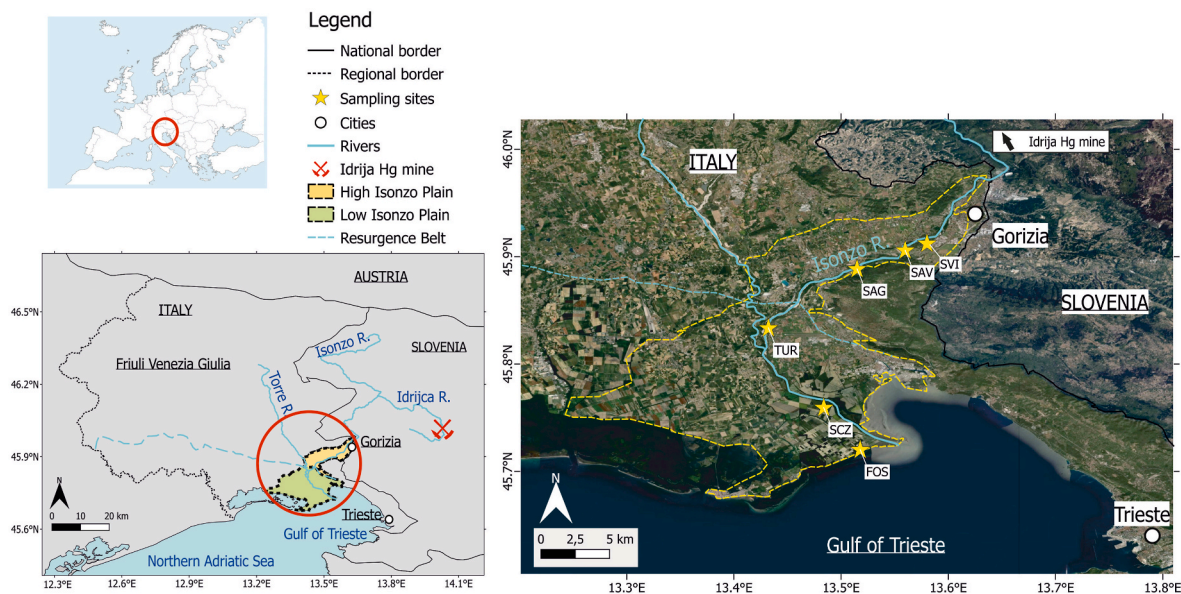 Legend
National border
Regional border
Sampling sites
Cities
Rivers
Idrija Hg mine
High Isonzo Plain
Low Isonzo Plain
Resurgence Belt
AUSTRIA
ITALY
SLOVENIA
Friuli Venezia Giulia
Isonzo R.
Torre R.
Idrijca R.
Gorizia
Trieste
Gulf of Trieste
Northern Adriatic Sea
N
0 10 20 km
46.5°N
46.2°N
45.9°N
45.6°N
12.3°E 12.6°E 12.9°E 13.2°E 13.5°E 13.8°E 14.1°E
46.0°N
45.9°N
45.8°N
45.7°N
ITALY
Idrija Hg mine
Isonzo R.
Gorizia
SVI
SAV
SAG
SLOVENIA
TUR
SCZ
FOS
Trieste
Gulf of Trieste
N
0 2,5 5 km
13.3°E 13.4°E 13.5°E 13.6°E 13.7°E 13.8°E